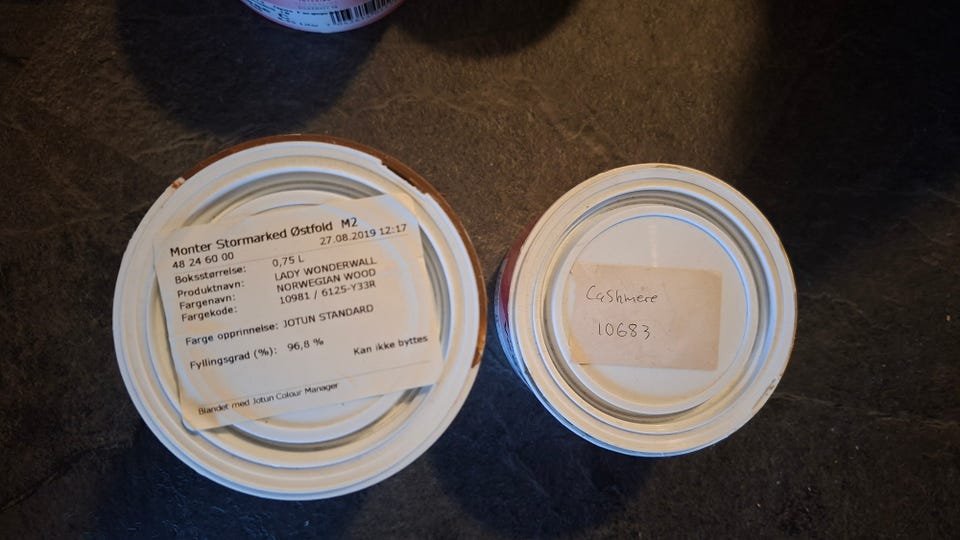 Monter Stormarked Østfold M2
48 24 60 00 27.08.2019 12:17
Boksstørrelse: 0,75 L
Produktnavn: LADY WONDERWALL
Fargenavn: NORWEGIAN WOOD
Fargekode: 10981 / 6125-Y33R
Farge opprinnelse: JOTUN STANDARD
Fyllingsgrad (%): 96,8 %
Kan ikke byttes
Blandet med Jotun Colour Manager
Cashmere
10683